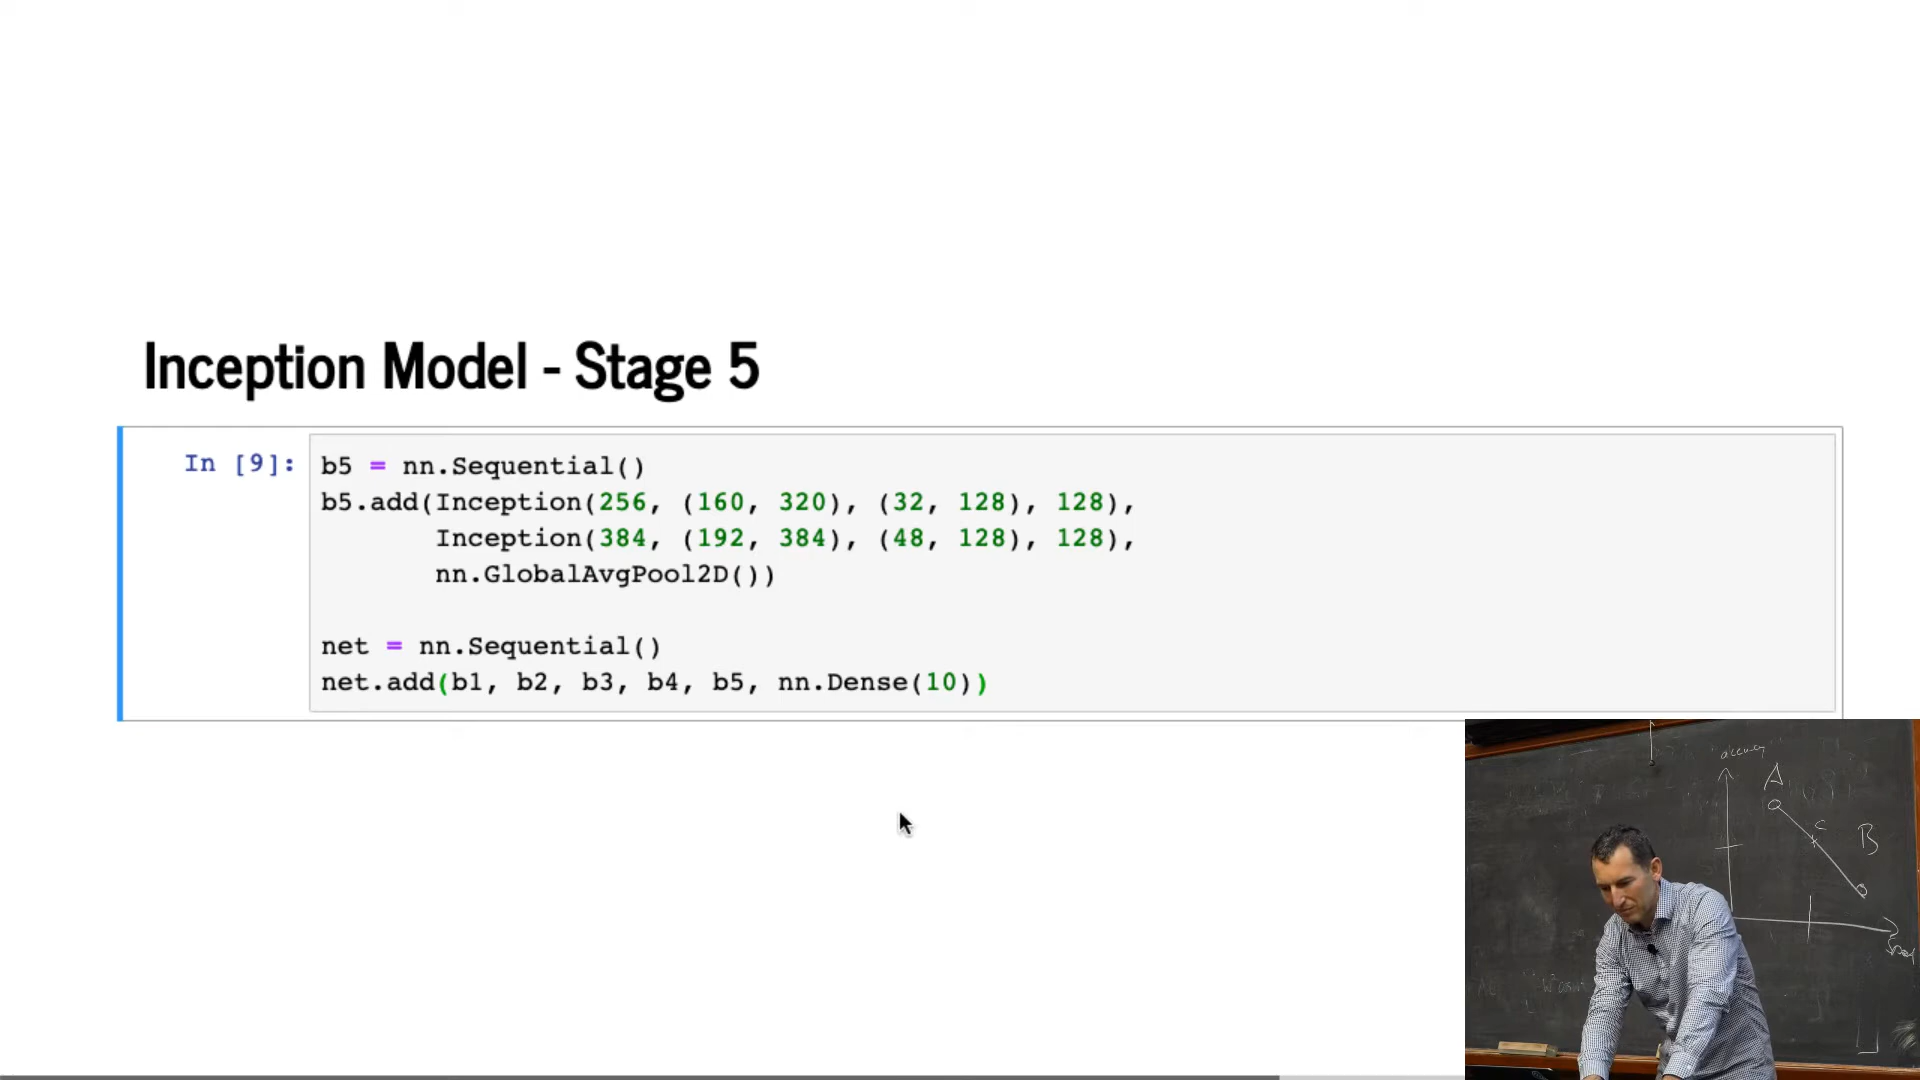 Inception Model - Stage 5
In [9]:
b5 = nn.Sequential()
b5.add(Inception(256, (160, 320), (32, 128), 128),
Inception(384, (192, 384), (48, 128), 128),
nn.GlobalAvgPool2D())
net = nn.Sequential()
net.add(b1, b2, b3, b4, b5, nn.Dense(10))
accuracy
A
c
B